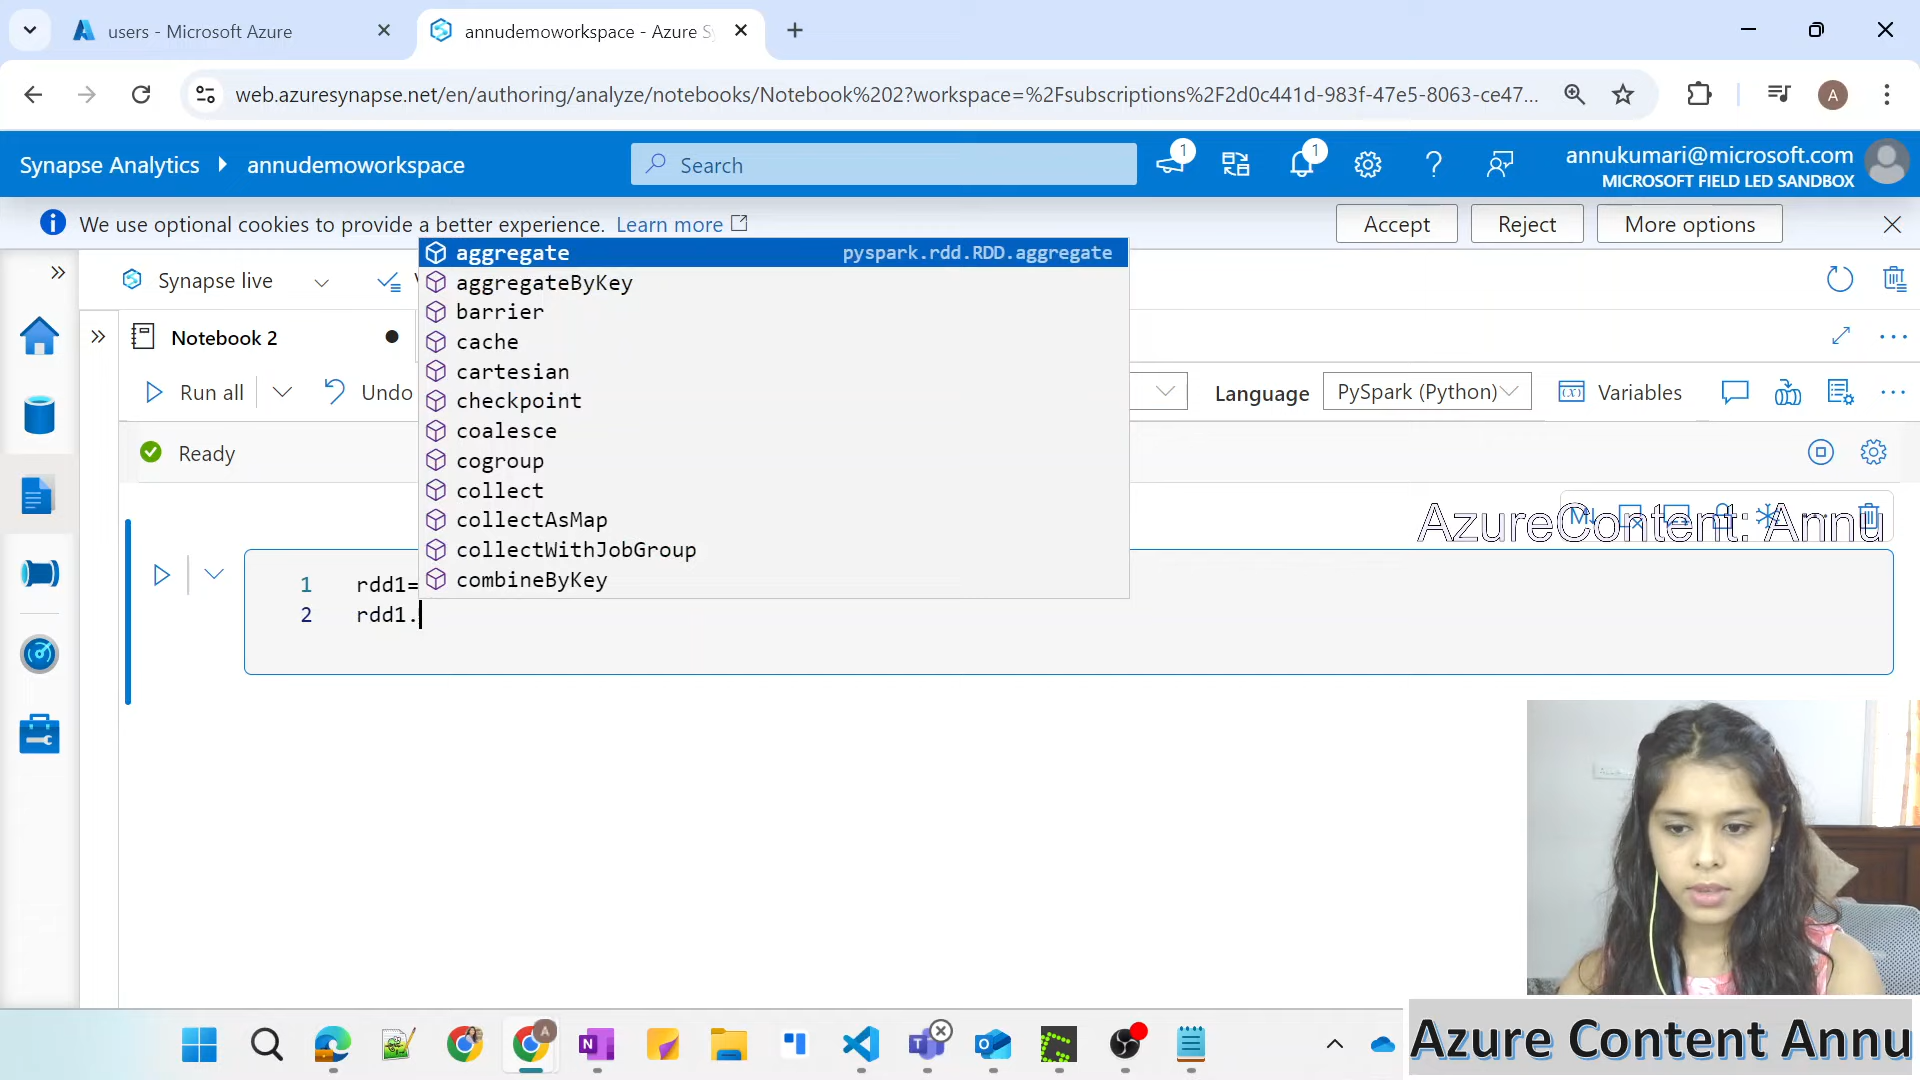 users - Microsoft Azure
annudemoworkspace - Azure S
web.azuresynapse.net/en/authoring/analyze/notebooks/Notebook%202?workspace=%2Fsubscriptions%2F2d0c441d-983f-47e5-8063-ce47...
A
Synapse Analytics
annudemoworkspace
Search
1
1
annukumari@microsoft.com
MICROSOFT FIELD LED SANDBOX
We use optional cookies to provide a better experience. Learn more
Accept
Reject
More options
aggregate
pyspark.rdd.RDD.aggregate
aggregateByKey
barrier
cache
cartesian
checkpoint
coalesce
cogroup
collect
collectAsMap
collectWithJobGroup
combineByKey
Synapse live
Notebook 2
Run all
Undo
Language
PySpark (Python)
Variables
Ready
AzureContent: Annu
1 rdd1=
2 rdd1.
Azure Content Annu